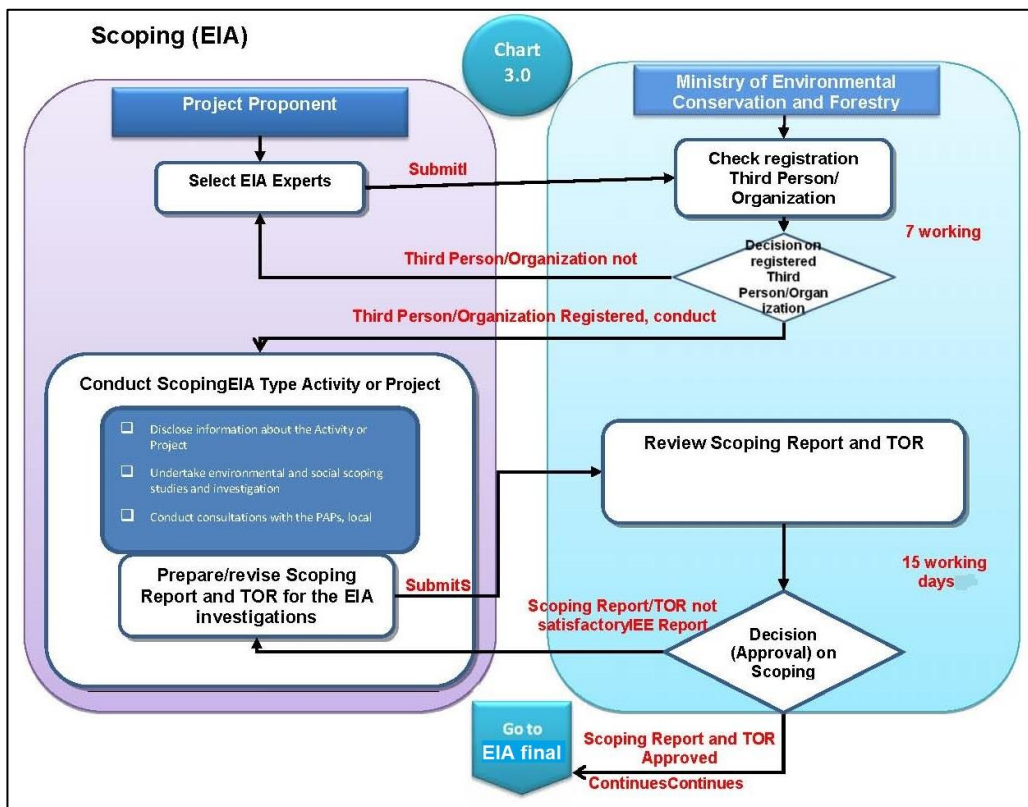 Scoping (EIA)
Chart
3.0
Project Proponent
Ministry of Environmental
Conservation and Forestry
Select EIA Experts
SubmitI
Check registration
Third Person/
Organization
7 working
Decision on
registered
Third
Person/Organ
ization
Third Person/Organization not
Third Person/Organization Registered, conduct
Conduct ScopingEIA Type Activity or Project
Disclose information about the Activity or
Project
Undertake environmental and social scoping
studies and investigation
Conduct consultations with the PAPs, local
Prepare/revise Scoping
Report and TOR for the EIA
investigations
SubmitS
Review Scoping Report and TOR
15 working
days
Scoping Report/TOR not
satisfactoryIEE Report
Decision
(Approval) on
Scoping
Go to
EIA final
Scoping Report and TOR
Approved
ContinuesContinues